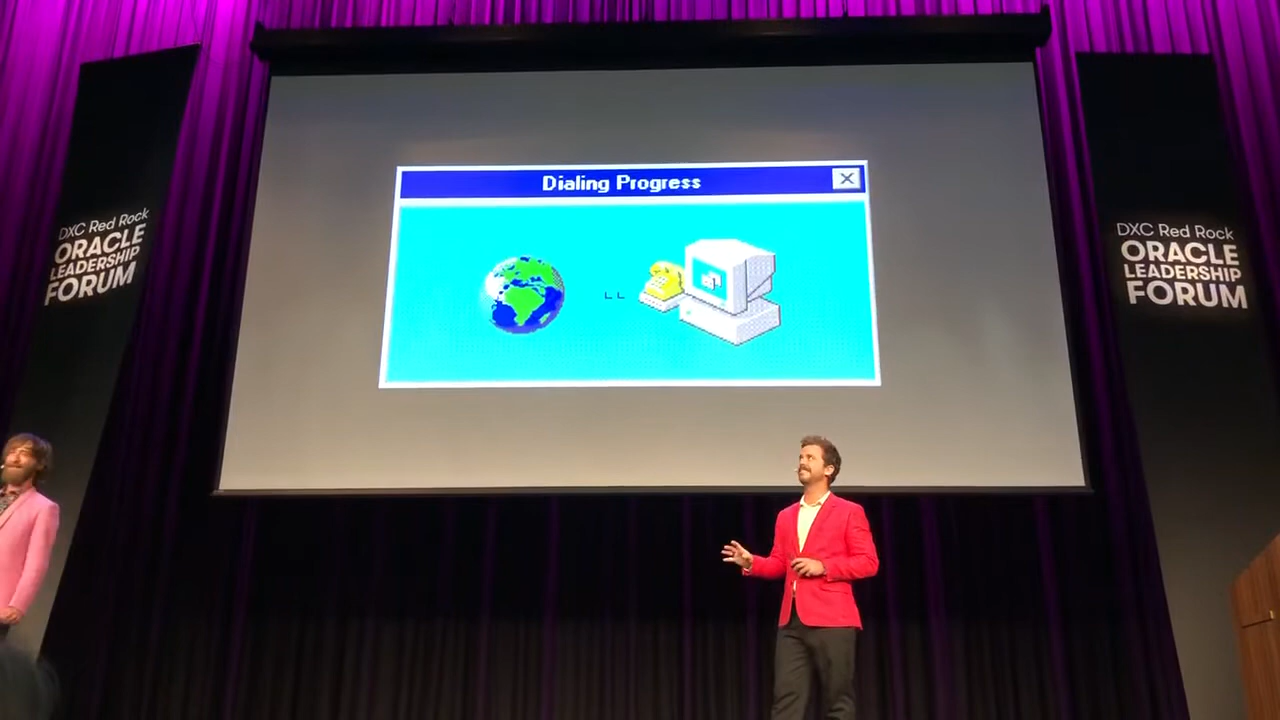 Dialing Progress
DXC Red Rock
ORACLE
LEADERSHIP
FORUM
DXC Red Rock
ORACLE
LEADERSHIP
FORUM